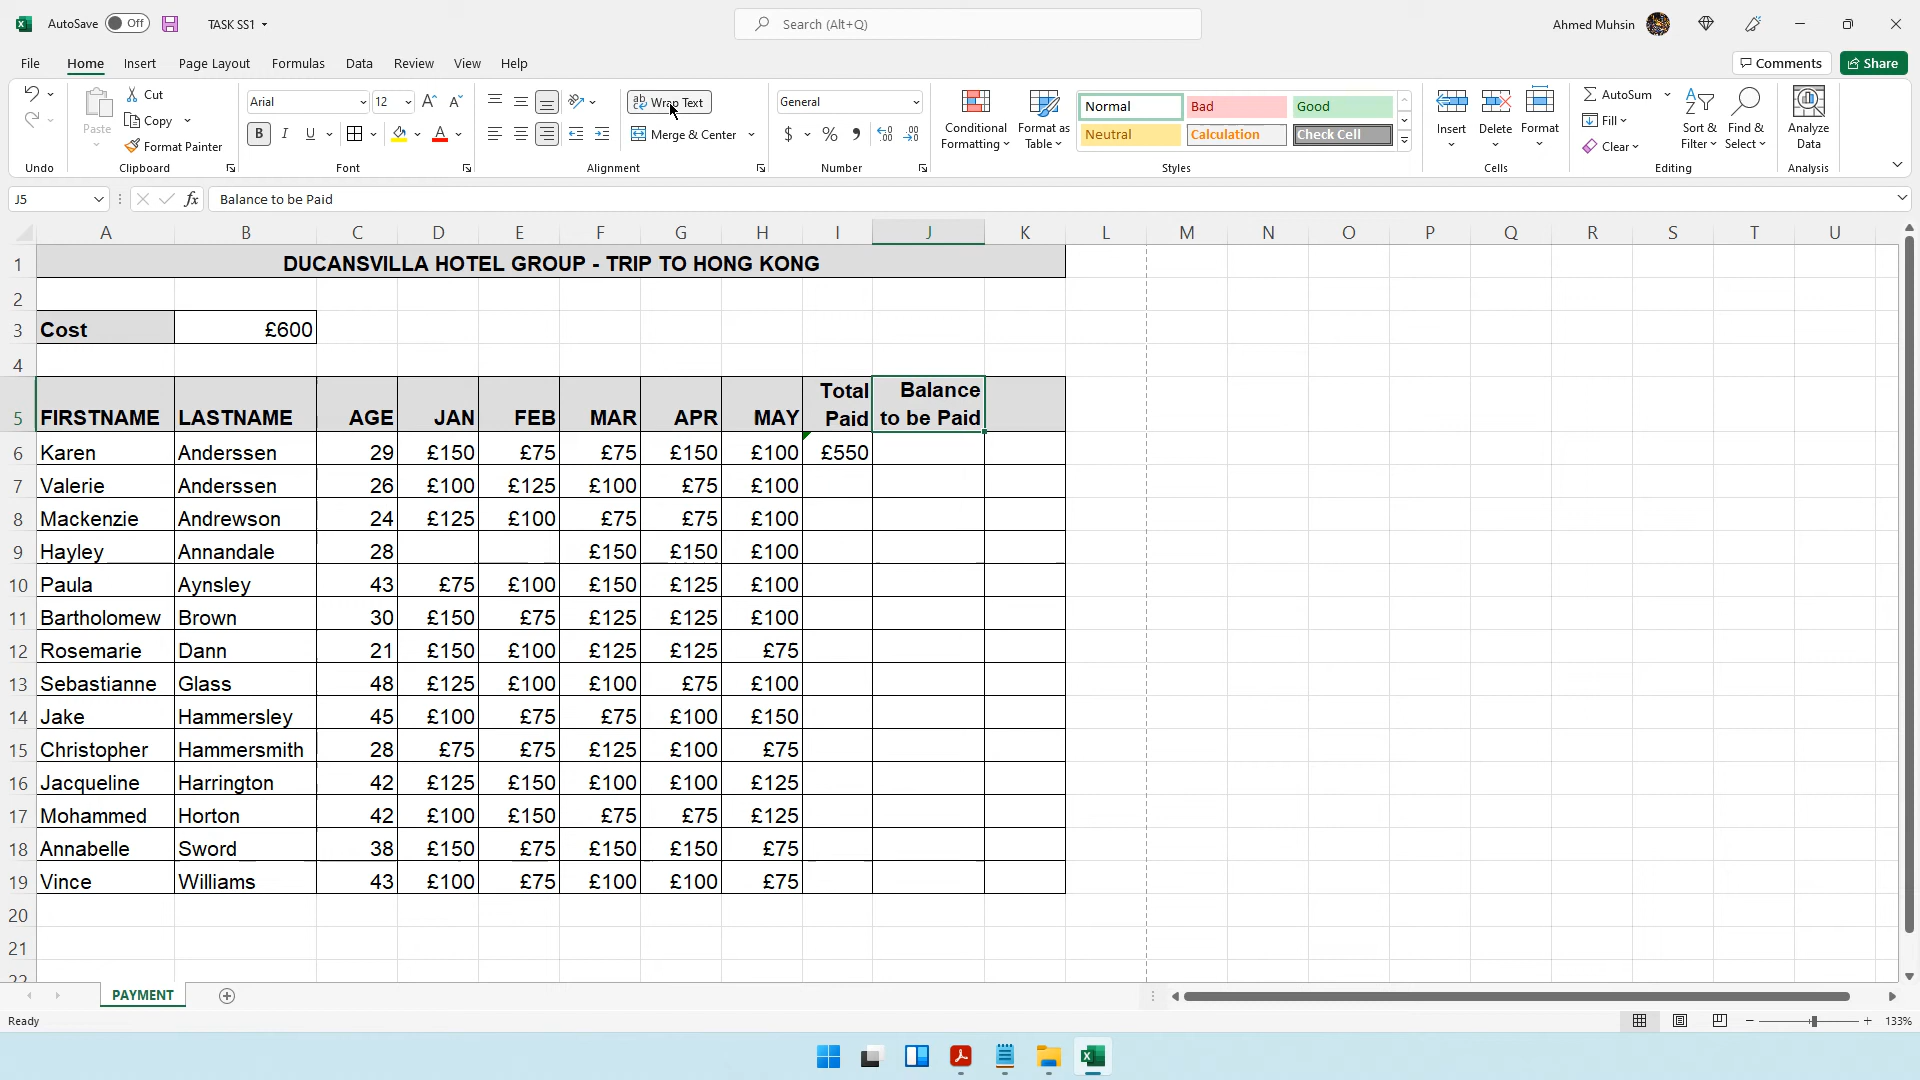 AutoSave Off TASK SS1 Search (Alt+Q) Ahmed Muhsin
File Home Insert Page Layout Formulas Data Review View Help Comments Share
Undo
Paste Cut Copy Format Painter Clipboard
Arial 12 B I U A Font
ab Wrap Text Merge & Center Alignment
General $ % 9 Number
Conditional Formatting Format as Table
Normal Bad Good
Neutral Calculation Check Cell
Styles
Insert Delete Format Cells
AutoSum Fill Clear Sort & Filter Find & Select Editing
Analyze Data Analysis
J5 fx Balance to be Paid
A B C D E F G H I J K L M N O P Q R S T U
1 DUCANSVILLA HOTEL GROUP - TRIP TO HONG KONG
2
3 Cost £600
4
5 FIRSTNAME LASTNAME AGE JAN FEB MAR APR MAY Total Paid Balance to be Paid
6 Karen Anderssen 29 £150 £75 £75 £150 £100 £550
7 Valerie Anderssen 26 £100 £125 £100 £75 £100
8 Mackenzie Andrewson 24 £125 £100 £75 £75 £100
9 Hayley Annandale 28 £150 £150 £100
10 Paula Aynsley 43 £75 £100 £150 £125 £100
11 Bartholomew Brown 30 £150 £75 £125 £125 £100
12 Rosemarie Dann 21 £150 £100 £125 £125 £75
13 Sebastianne Glass 48 £125 £100 £100 £75 £100
14 Jake Hammersley 45 £100 £75 £75 £100 £150
15 Christopher Hammersmith 28 £75 £75 £125 £100 £75
16 Jacqueline Harrington 42 £125 £150 £100 £100 £125
17 Mohammed Horton 42 £100 £150 £75 £75 £125
18 Annabelle Sword 38 £150 £75 £150 £150 £75
19 Vince Williams 43 £100 £75 £100 £100 £75
20
21
22
PAYMENT
Ready 133%